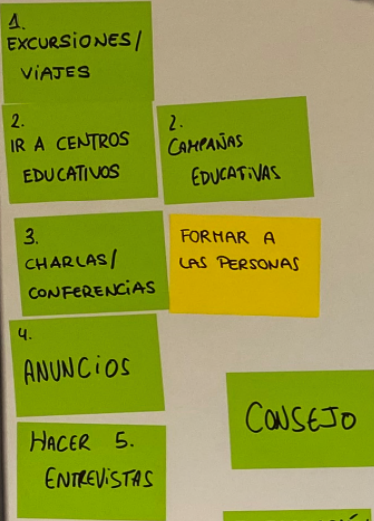 1.
EXCURSIONES/
VIAJES
2.
IR A CENTROS
EDUCATIVOS
2.
CAMPAÑAS
EDUCATIVAS
3.
CHARLAS/
CONFERENCIAS
FORMAR A
LAS PERSONAS
4.
ANUNCIOS
CONSEJO
HACER 5.
ENTREVISTAS